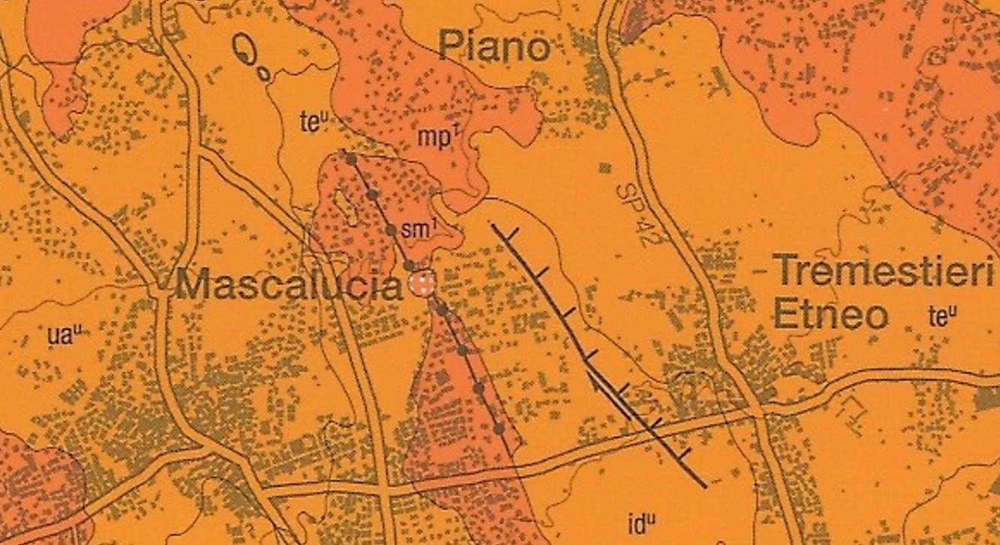 Piano
teᵘ
mp¹
SP 42
sm¹
Mascalucia
Tremestieri
Etneo
teᵘ
uaᵘ
idᵘ